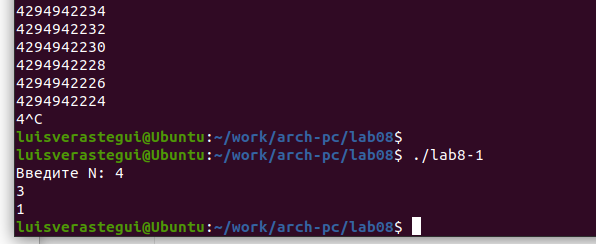 4294942234
4294942232
4294942230
4294942228
4294942226
4294942224
4^C
luisverastegui@Ubuntu:~/work/arch-pc/lab08$
luisverastegui@Ubuntu:~/work/arch-pc/lab08$ ./lab8-1
Введите N: 4
3
1
luisverastegui@Ubuntu:~/work/arch-pc/lab08$